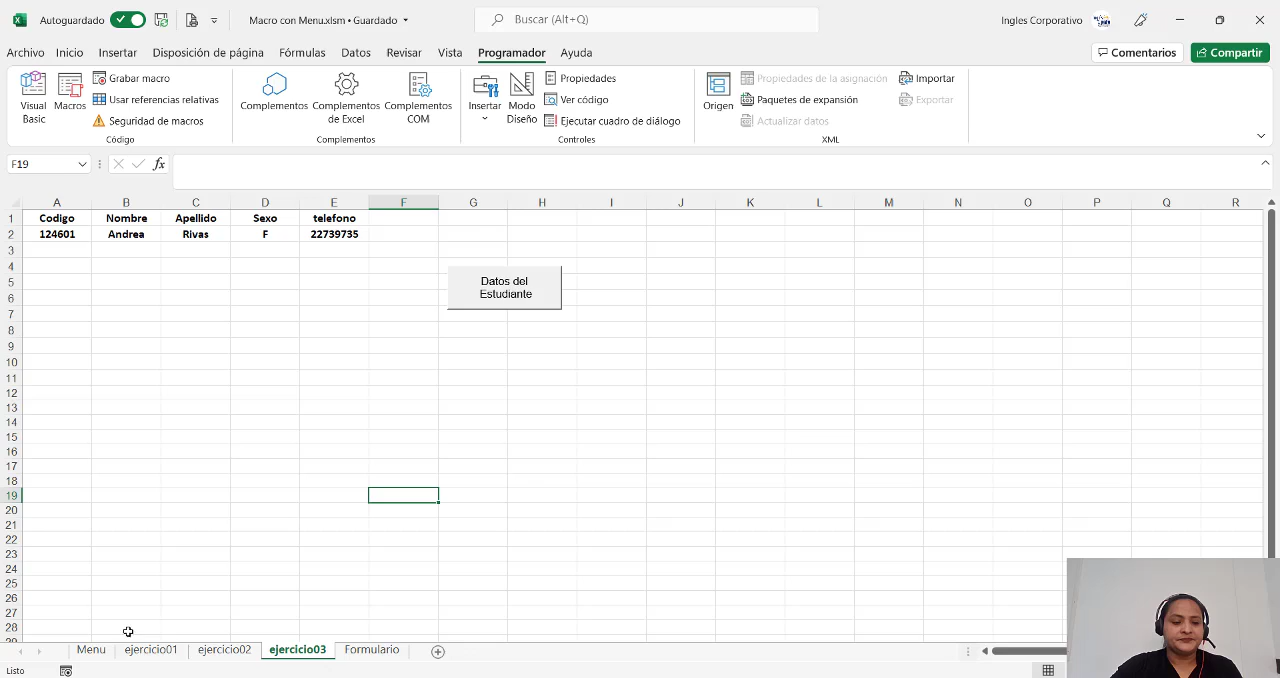 Autoguardado
Macro con Menu.xlsm • Guardado
Buscar (Alt+Q)
Ingles Corporativo
Archivo Inicio Insertar Disposición de página Fórmulas Datos Revisar Vista Programador Ayuda
Comentarios Compartir
Visual Basic
Macros
Grabar macro
Usar referencias relativas
Seguridad de macros
Código
Complementos
Complementos de Excel
Complementos COM
Complementos
Insertar
Modo Diseño
Propiedades
Ver código
Ejecutar cuadro de diálogo
Controles
Origen
Propiedades de la asignación
Paquetes de expansión
Actualizar datos
Importar
Exportar
XML
F19
fx
A B C D E F G H I J K L M N O P Q R
1 Codigo Nombre Apellido Sexo telefono
2 124601 Andrea Rivas F 22739735
3
4
5
6
7
8
9
10
11
12
13
14
15
16
17
18
19
20
21
22
23
24
25
26
27
28
29
Datos del
Estudiante
Menu ejercicio01 ejercicio02 ejercicio03 Formulario
Listo